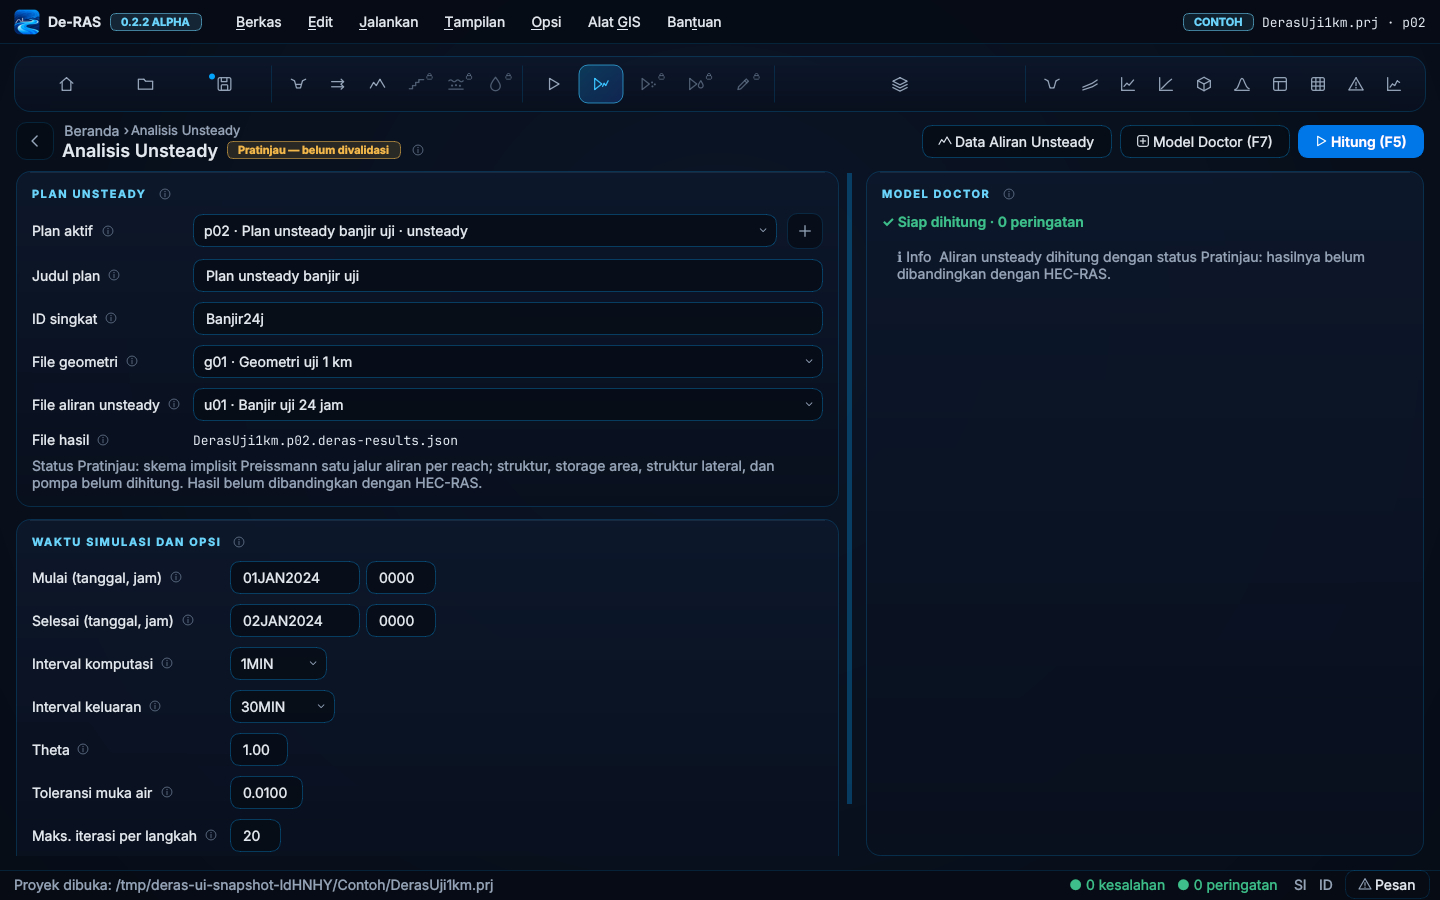 De-RAS 0.2.2 ALPHA Berkas Edit Jalankan Tampilan Opsi Alat GIS Bantuan CONTOH DerasUji1km.prj · p02
Beranda › Analisis Unsteady
Analisis Unsteady Pratinjau — belum divalidasi
Data Aliran Unsteady Model Doctor (F7) Hitung (F5)
PLAN UNSTEADY
Plan aktif p02 · Plan unsteady banjir uji · unsteady
Judul plan Plan unsteady banjir uji
ID singkat Banjir24j
File geometri g01 · Geometri uji 1 km
File aliran unsteady u01 · Banjir uji 24 jam
File hasil DerasUji1km.p02.deras-results.json
Status Pratinjau: skema implisit Preissmann satu jalur aliran per reach; struktur, storage area, struktur lateral, dan
pompa belum dihitung. Hasil belum dibandingkan dengan HEC-RAS.
WAKTU SIMULASI DAN OPSI
Mulai (tanggal, jam) 01JAN2024 0000
Selesai (tanggal, jam) 02JAN2024 0000
Interval komputasi 1MIN
Interval keluaran 30MIN
Theta 1.00
Toleransi muka air 0.0100
Maks. iterasi per langkah 20
MODEL DOCTOR
✓ Siap dihitung · 0 peringatan
ℹ Info Aliran unsteady dihitung dengan status Pratinjau: hasilnya belum
dibandingkan dengan HEC-RAS.
Proyek dibuka: /tmp/deras-ui-snapshot-IdHNHY/Contoh/DerasUji1km.prj 0 kesalahan 0 peringatan SI ID Pesan